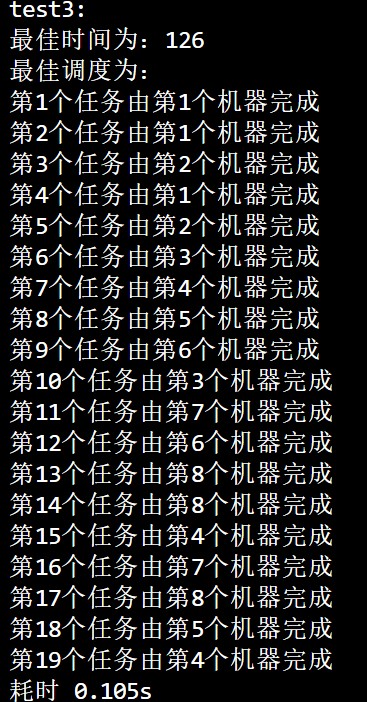 test3:
最佳时间为：126
最佳调度为：
第1个任务由第1个机器完成
第2个任务由第1个机器完成
第3个任务由第2个机器完成
第4个任务由第1个机器完成
第5个任务由第2个机器完成
第6个任务由第3个机器完成
第7个任务由第4个机器完成
第8个任务由第5个机器完成
第9个任务由第6个机器完成
第10个任务由第3个机器完成
第11个任务由第7个机器完成
第12个任务由第6个机器完成
第13个任务由第8个机器完成
第14个任务由第8个机器完成
第15个任务由第4个机器完成
第16个任务由第7个机器完成
第17个任务由第8个机器完成
第18个任务由第5个机器完成
第19个任务由第4个机器完成
耗时 0.105s